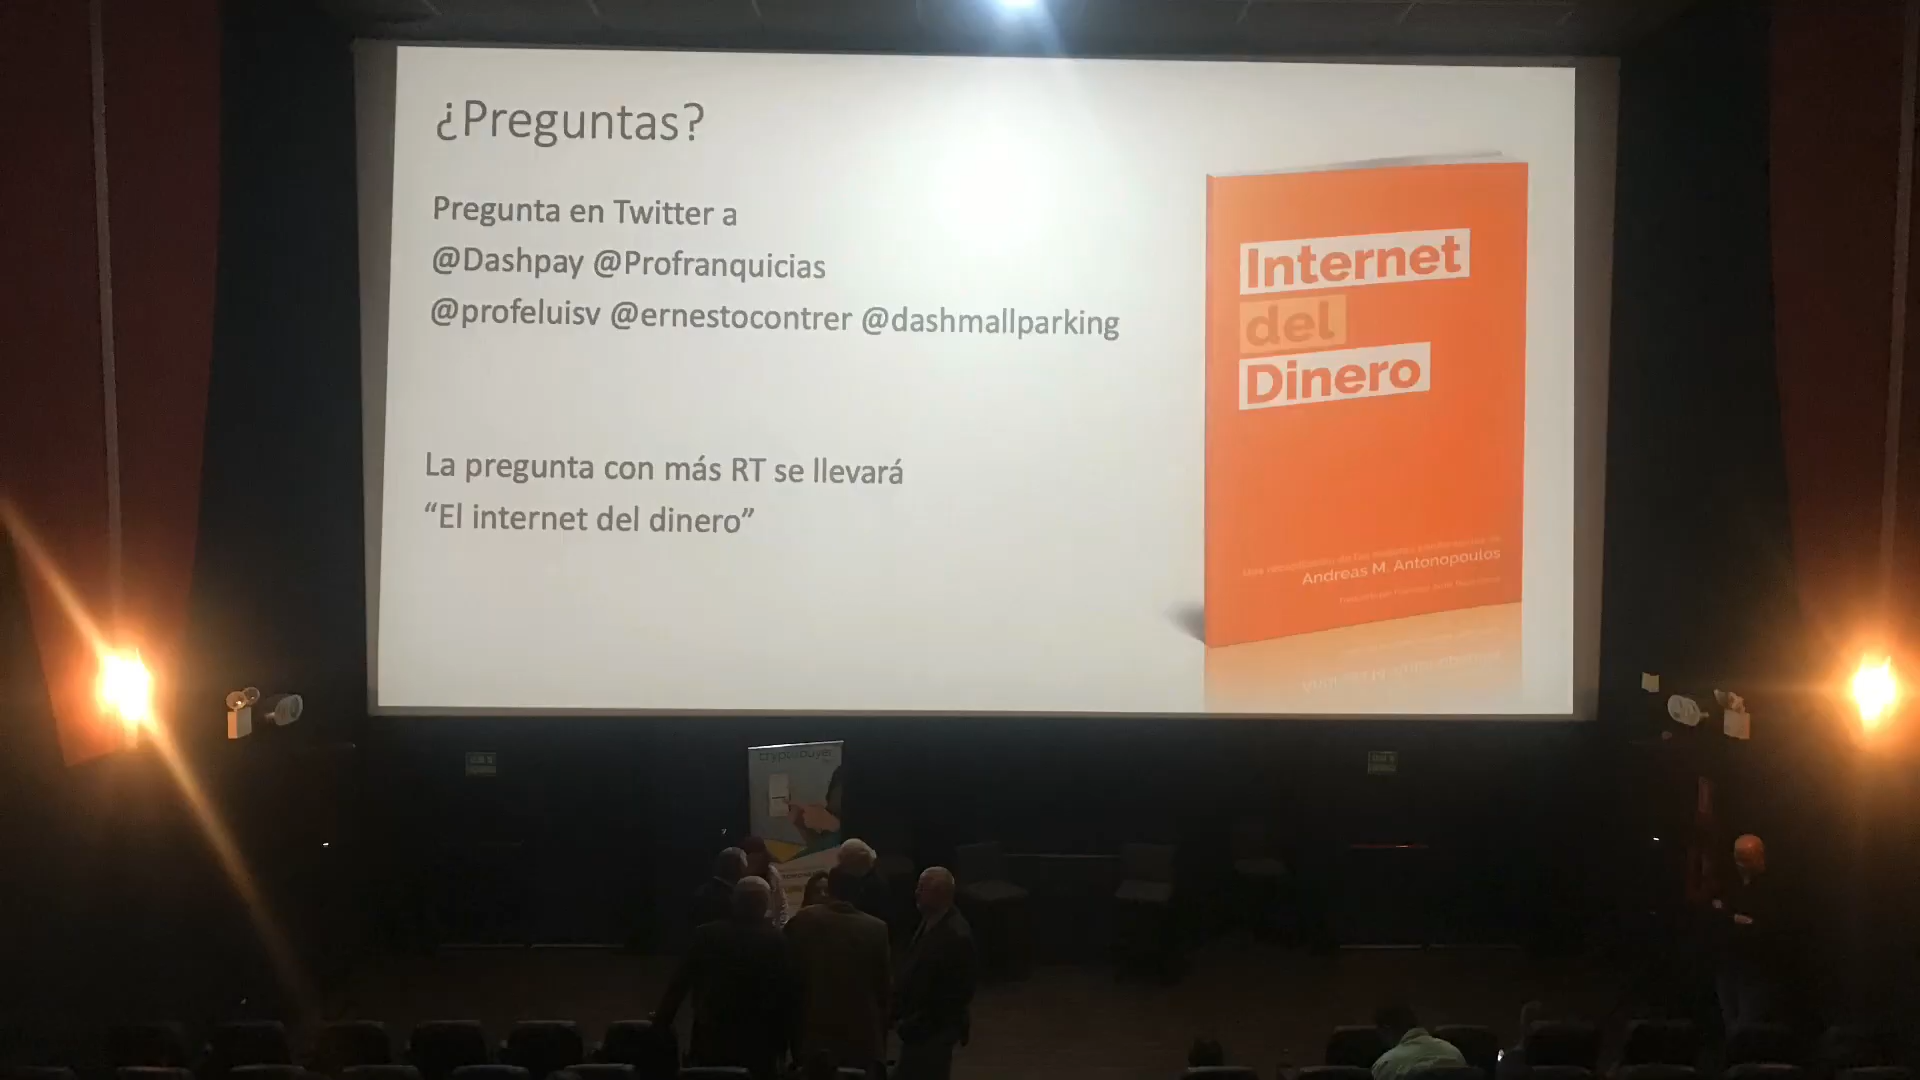 ¿Preguntas?
Pregunta en Twitter a
@Dashpay @Profranquicias
@profeluisv @ernestocontrer @dashmallparking
La pregunta con más RT se llevará
“El internet del dinero”
Internet
del
Dinero
Andreas M. Antonopoulos
cryptobuyer